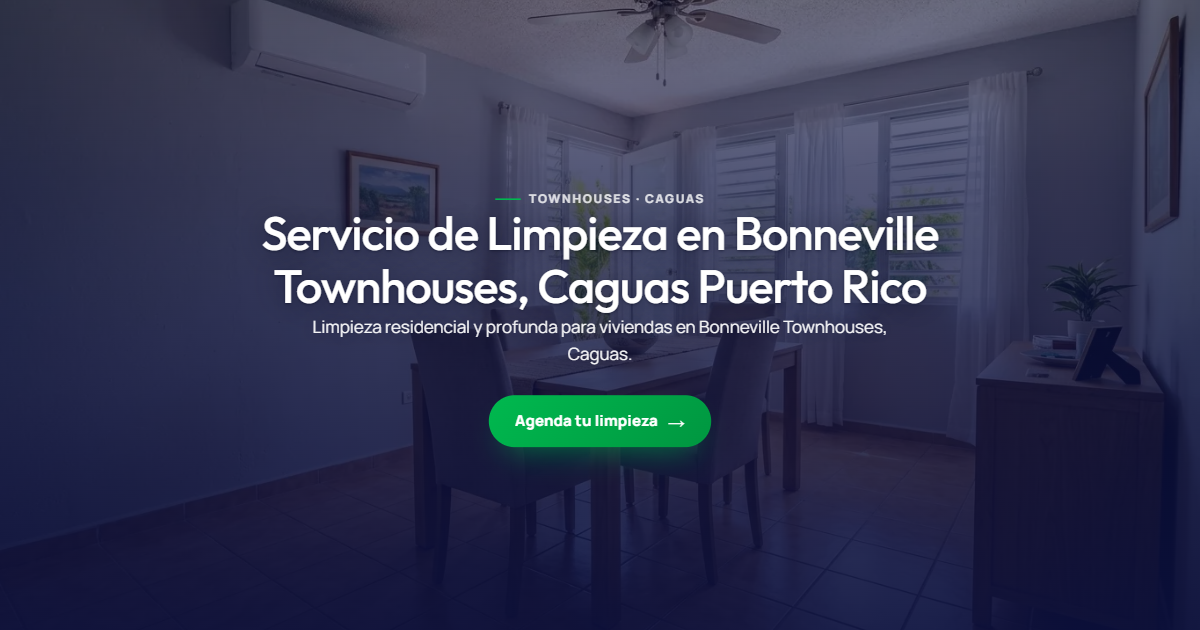 TOWNHOUSES · CAGUAS
Servicio de Limpieza en Bonneville
Townhouses, Caguas Puerto Rico
Limpieza residencial y profunda para viviendas en Bonneville Townhouses,
Caguas.
Agenda tu limpieza →